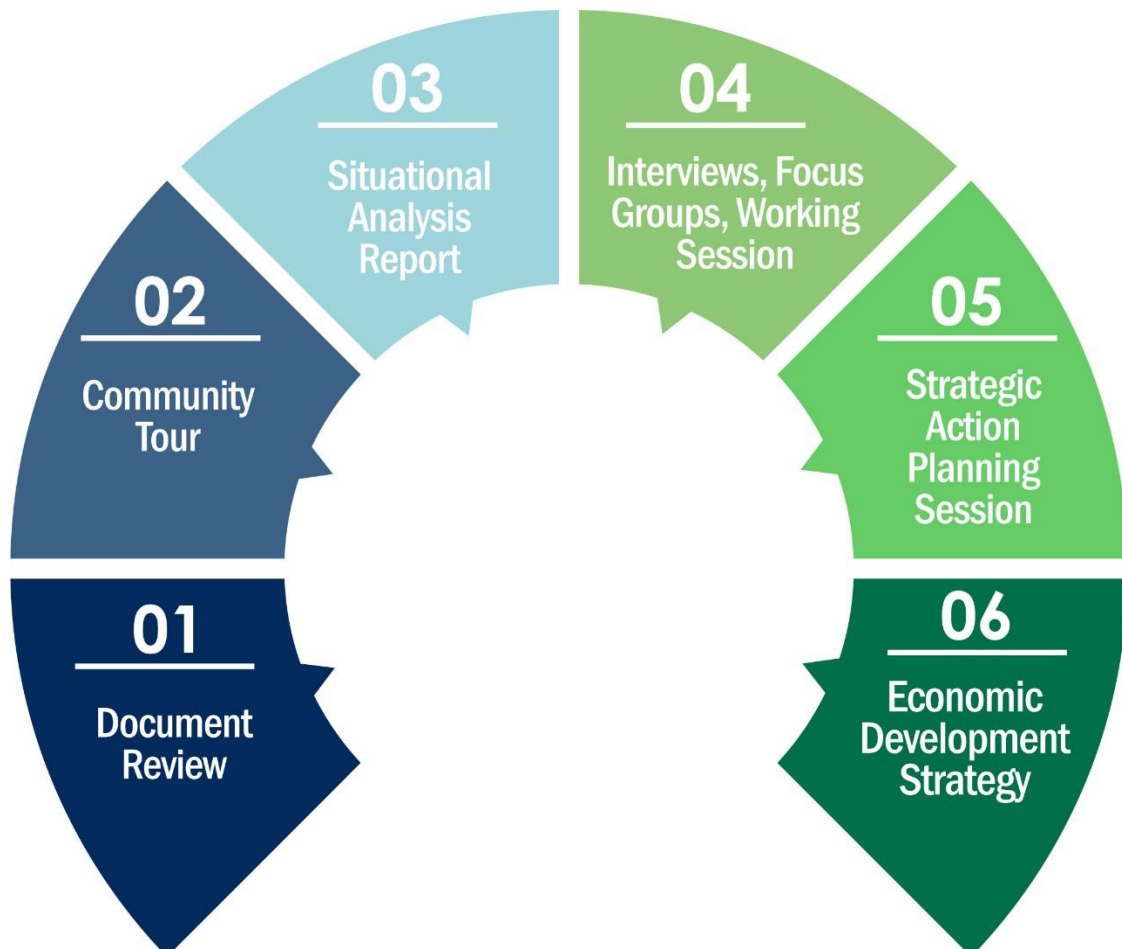 01
Document
Review
02
Community
Tour
03
Situational
Analysis
Report
04
Interviews, Focus
Groups, Working
Session
05
Strategic
Action
Planning
Session
06
Economic
Development
Strategy